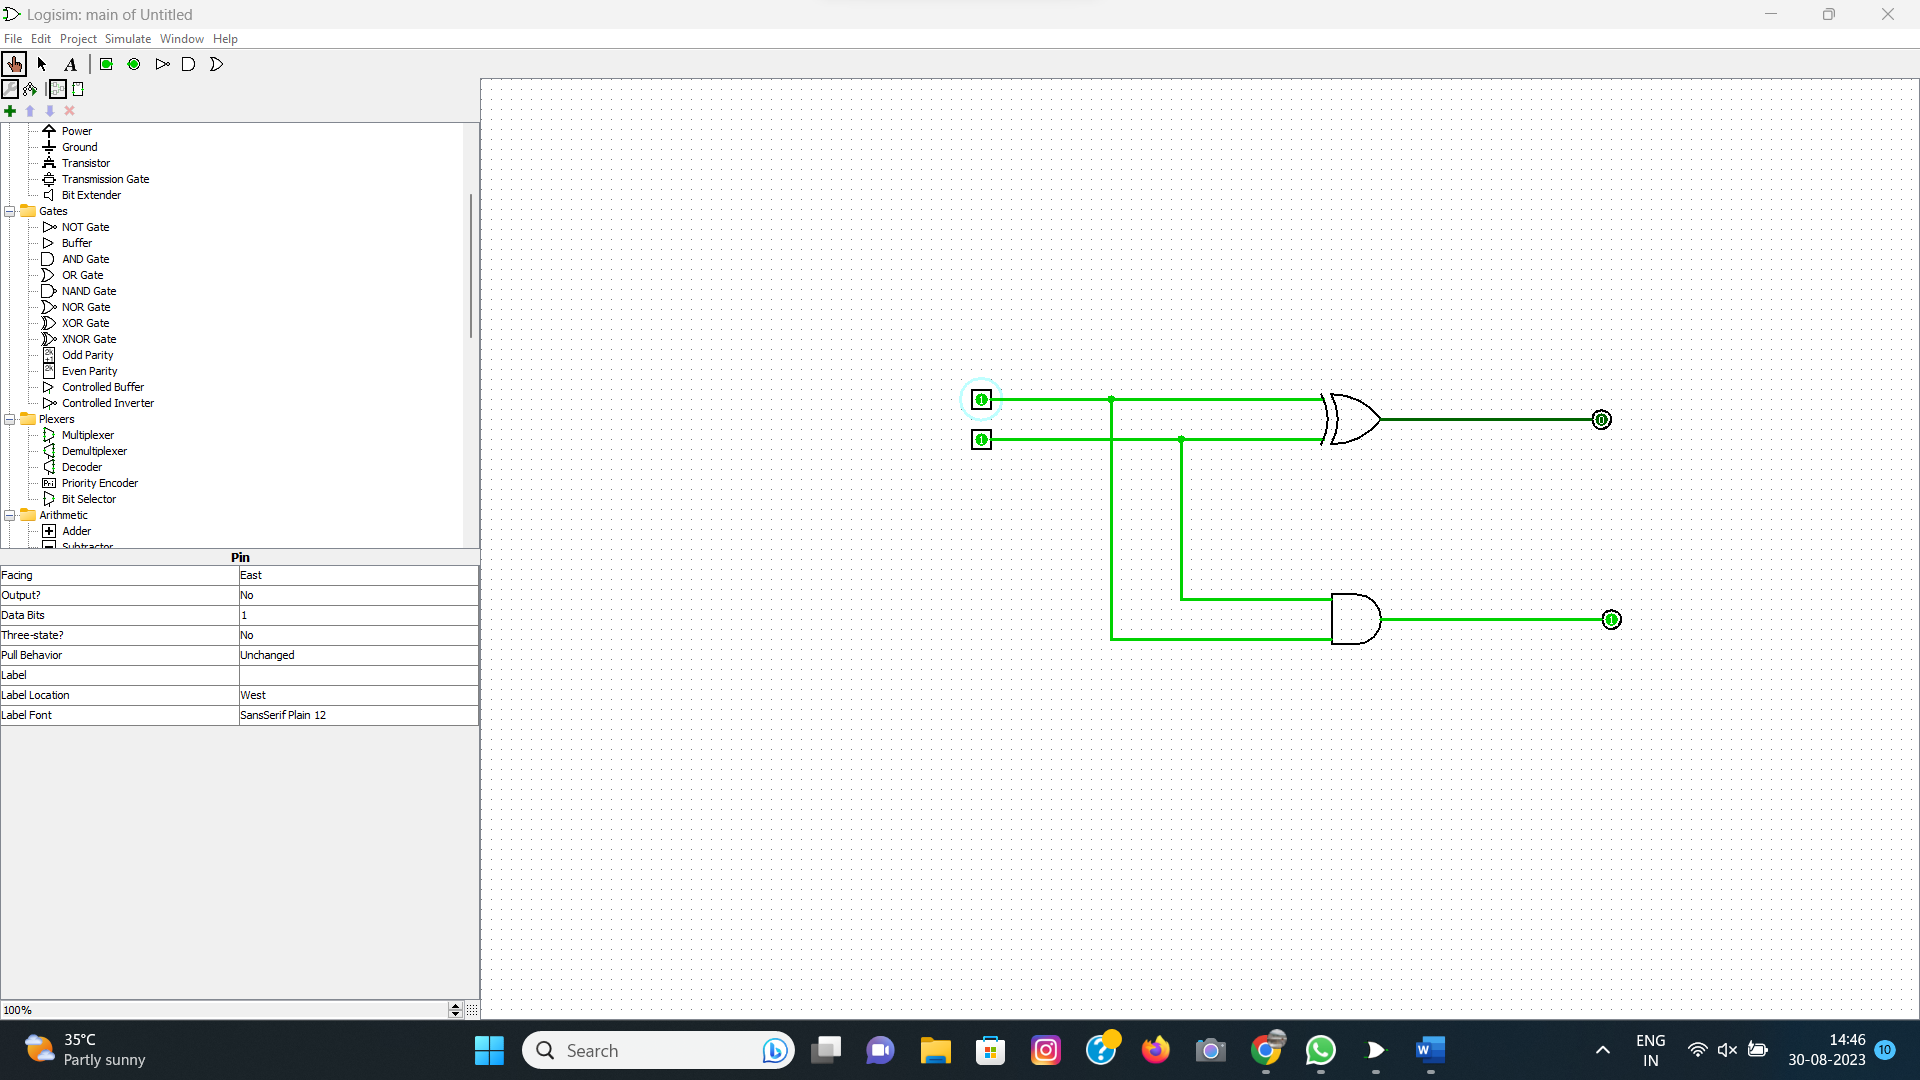 Logisim: main of Untitled
File Edit Project Simulate Window Help
A
Power
Ground
Transistor
Transmission Gate
Bit Extender
Gates
NOT Gate
Buffer
AND Gate
OR Gate
NAND Gate
NOR Gate
XOR Gate
XNOR Gate
Odd Parity
Even Parity
Controlled Buffer
Controlled Inverter
Plexers
Multiplexer
Demultiplexer
Decoder
Priority Encoder
Bit Selector
Arithmetic
Adder
Subtractor
Pin
Facing East
Output? No
Data Bits 1
Three-state? No
Pull Behavior Unchanged
Label
Label Location West
Label Font SansSerif Plain 12
100%
1
1
0
1
35°C
Partly sunny
Search
ENG
IN
14:46
30-08-2023
10